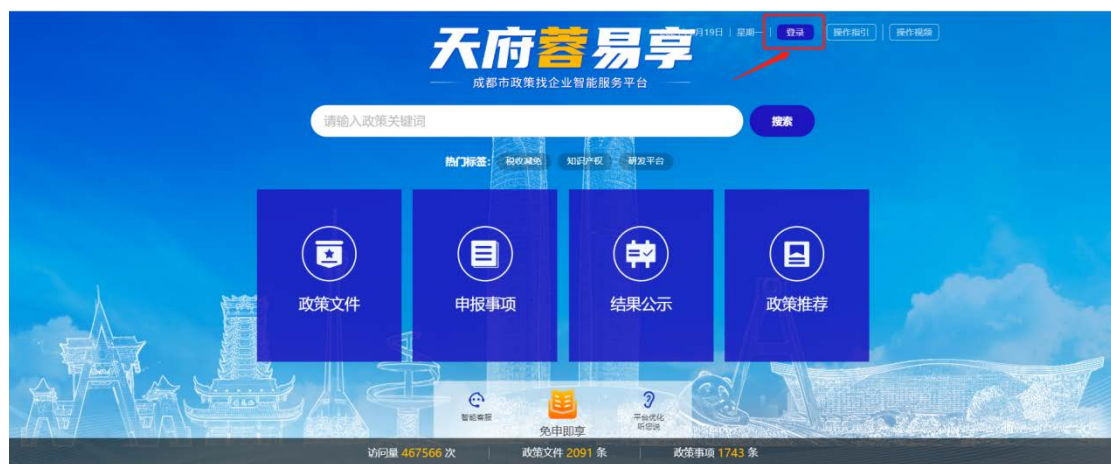 月19日 | 星期一 | 登录 操作指引 操作视频
天府蓉易享
成都市政策找企业智能服务平台
请输入政策关键词 搜索
热门标签： 税收减免 知识产权 研发平台
政策文件 申报事项 结果公示 政策推荐
智能客服 免申即享 平台优化 听您说
访问量 467566 次 | 政策文件 2091 条 | 政策事项 1743 条